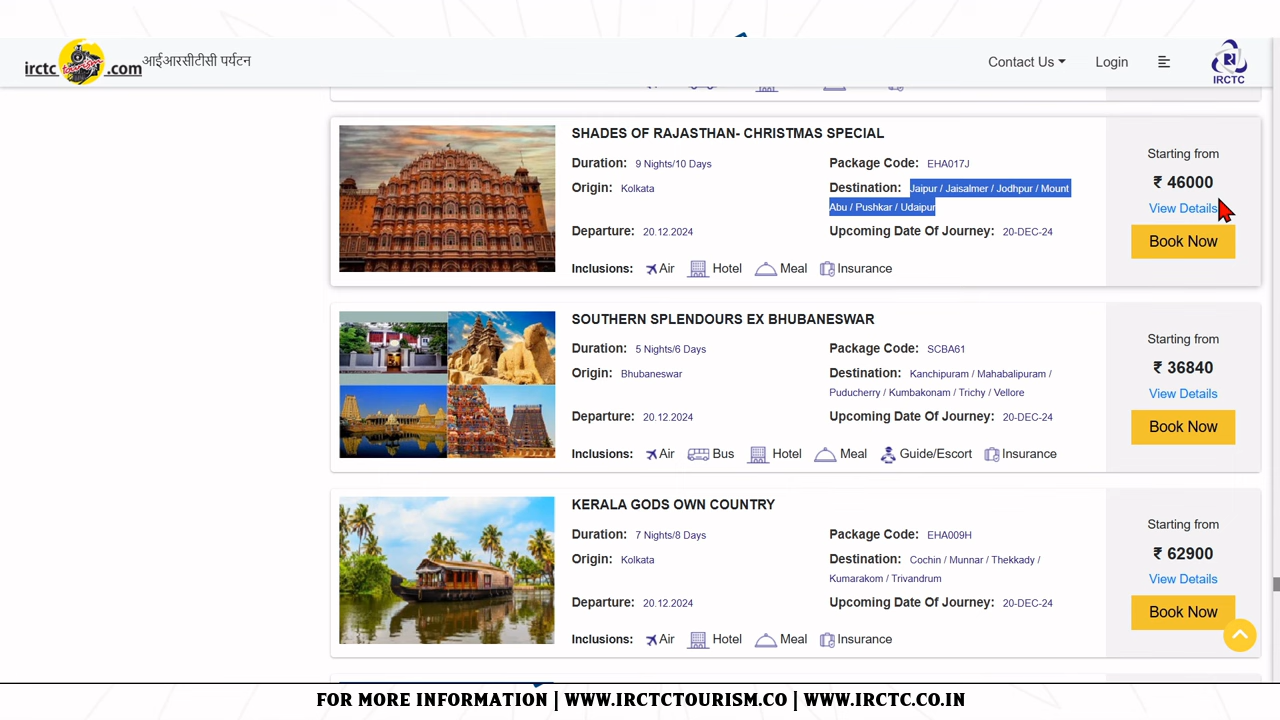 irctc tourism .com
आईआरसीटीसी पर्यटन
Contact Us
Login
IRCTC
SHADES OF RAJASTHAN- CHRISTMAS SPECIAL
Duration: 9 Nights/10 Days
Package Code: EHA017J
Origin: Kolkata
Destination: Jaipur / Jaisalmer / Jodhpur / Mount
Abu / Pushkar / Udaipur
Departure: 20.12.2024
Upcoming Date Of Journey: 20-DEC-24
Inclusions: Air Hotel Meal Insurance
Starting from
₹ 46000
View Details
Book Now
SOUTHERN SPLENDOURS EX BHUBANESWAR
Duration: 5 Nights/6 Days
Package Code: SCBA61
Origin: Bhubaneswar
Destination: Kanchipuram / Mahabalipuram /
Puducherry / Kumbakonam / Trichy / Vellore
Departure: 20.12.2024
Upcoming Date Of Journey: 20-DEC-24
Inclusions: Air Bus Hotel Meal Guide/Escort Insurance
Starting from
₹ 36840
View Details
Book Now
KERALA GODS OWN COUNTRY
Duration: 7 Nights/8 Days
Package Code: EHA009H
Origin: Kolkata
Destination: Cochin / Munnar / Thekkady /
Kumarakom / Trivandrum
Departure: 20.12.2024
Upcoming Date Of Journey: 20-DEC-24
Inclusions: Air Hotel Meal Insurance
Starting from
₹ 62900
View Details
Book Now
FOR MORE INFORMATION | WWW.IRCTCTOURISM.CO | WWW.IRCTC.CO.IN